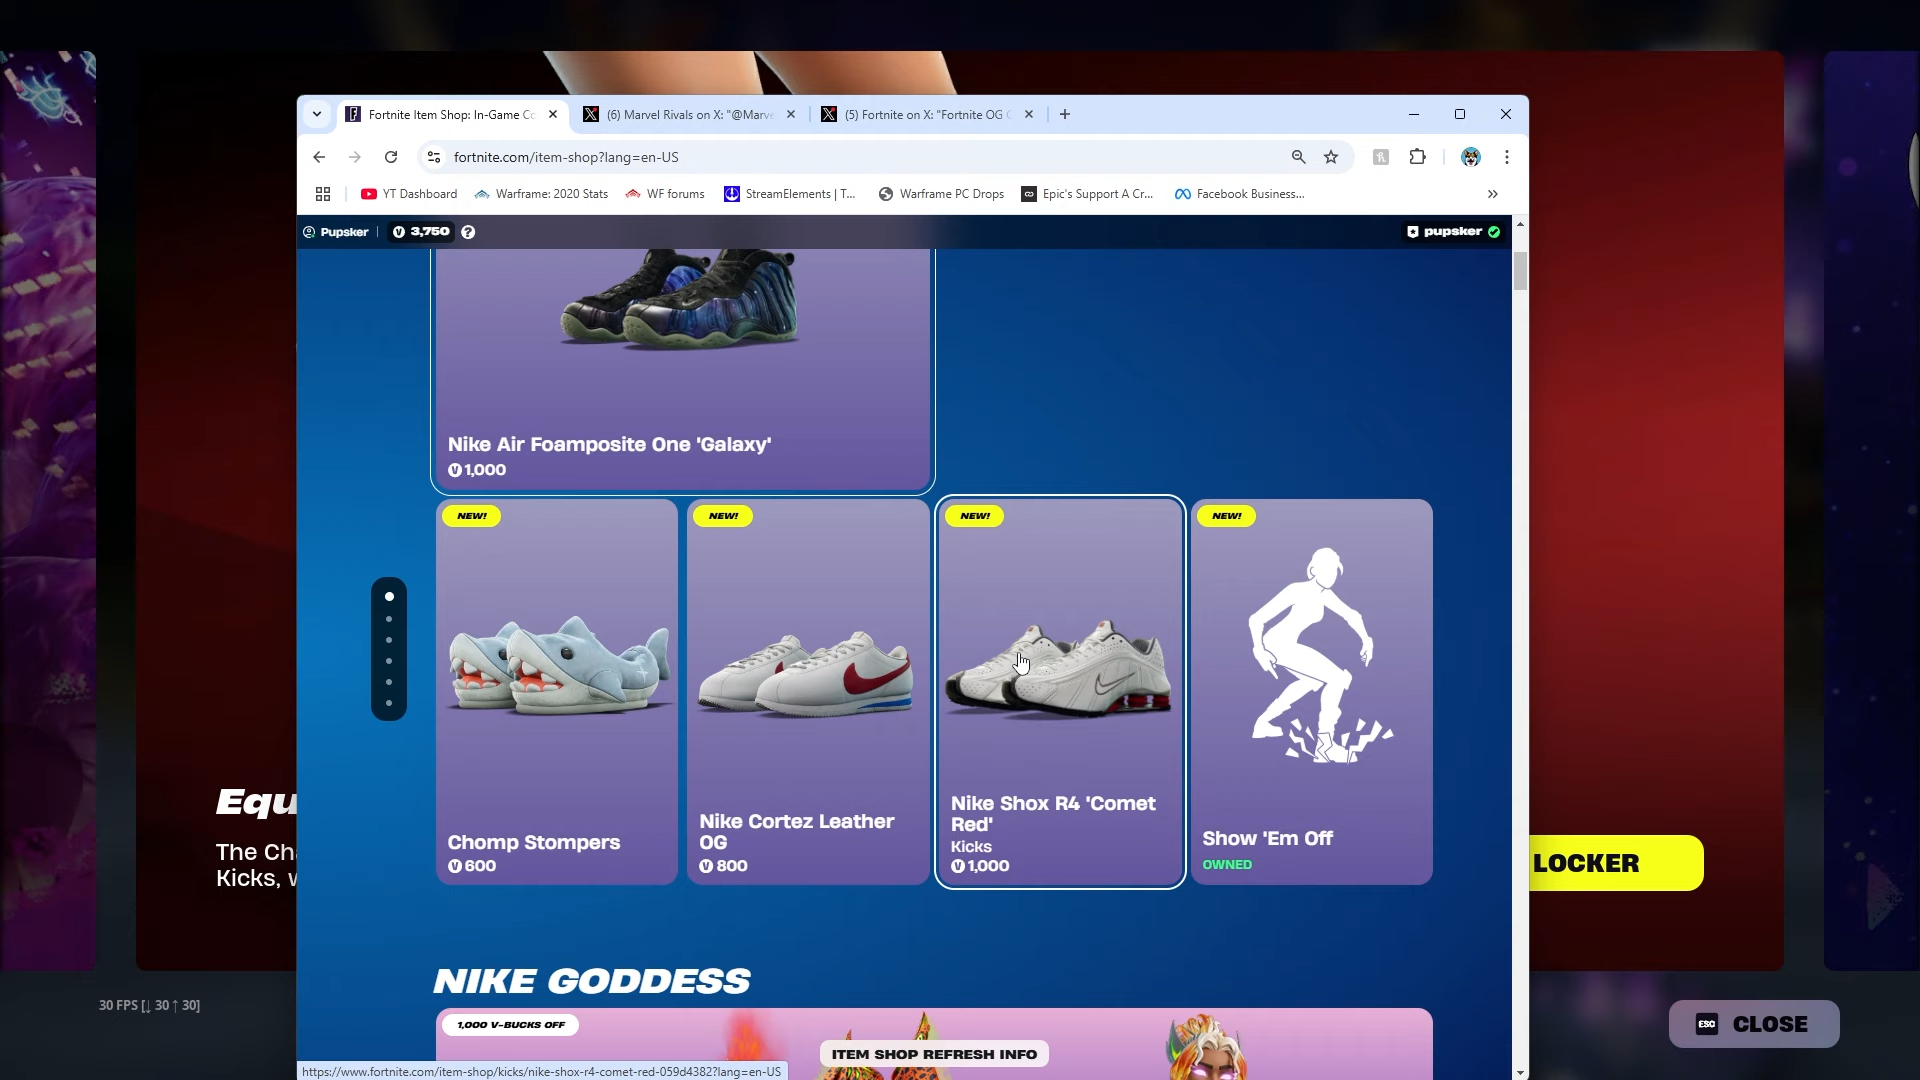 Fortnite Item Shop: In-Game Co
(6) Marvel Rivals on X: "@Marve
(5) Fortnite on X: "Fortnite OG C
fortnite.com/item-shop?lang=en-US
YT Dashboard
Warframe: 2020 Stats
WF forums
StreamElements | T...
Warframe PC Drops
Epic's Support A Cr...
Facebook Business...
Pupsker
3,750
?
pupsker
Nike Air Foamposite One 'Galaxy'
1,000
NEW!
NEW!
NEW!
NEW!
Chomp Stompers
600
Nike Cortez Leather
OG
800
Nike Shox R4 'Comet
Red'
Kicks
1,000
Show 'Em Off
OWNED
Equ
The Cha
Kicks, w
LOCKER
NIKE GODDESS
1,000 V-BUCKS OFF
ITEM SHOP REFRESH INFO
30 FPS [↓ 30 ↑ 30]
ESC CLOSE
https://www.fortnite.com/item-shop/kicks/nike-shox-r4-comet-red-059d4382?lang=en-US